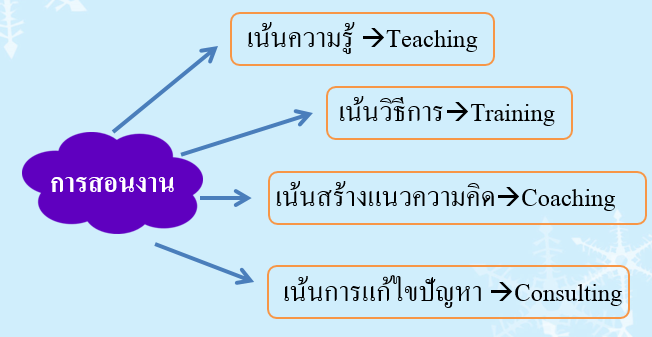 เน้นความรู้ →Teaching
เน้นวิธีการ→Training
การสอนงาน
เน้นสร้างแนวความคิด→Coaching
เน้นการแก้ไขปัญหา →Consulting